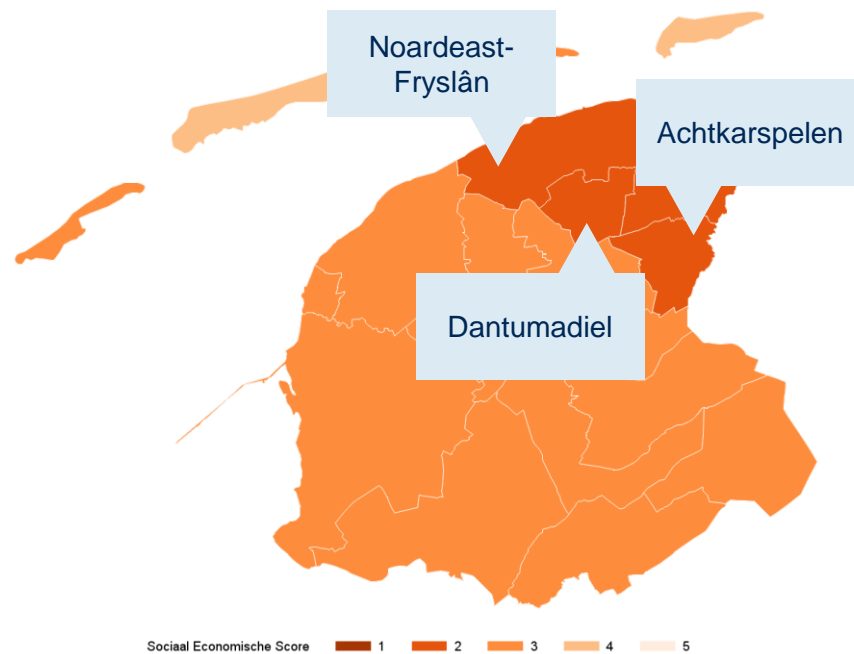 Noardeast-
Fryslân
Achtkarspelen
Dantumadiel
Sociaal Economische Score 1 2 3 4 5